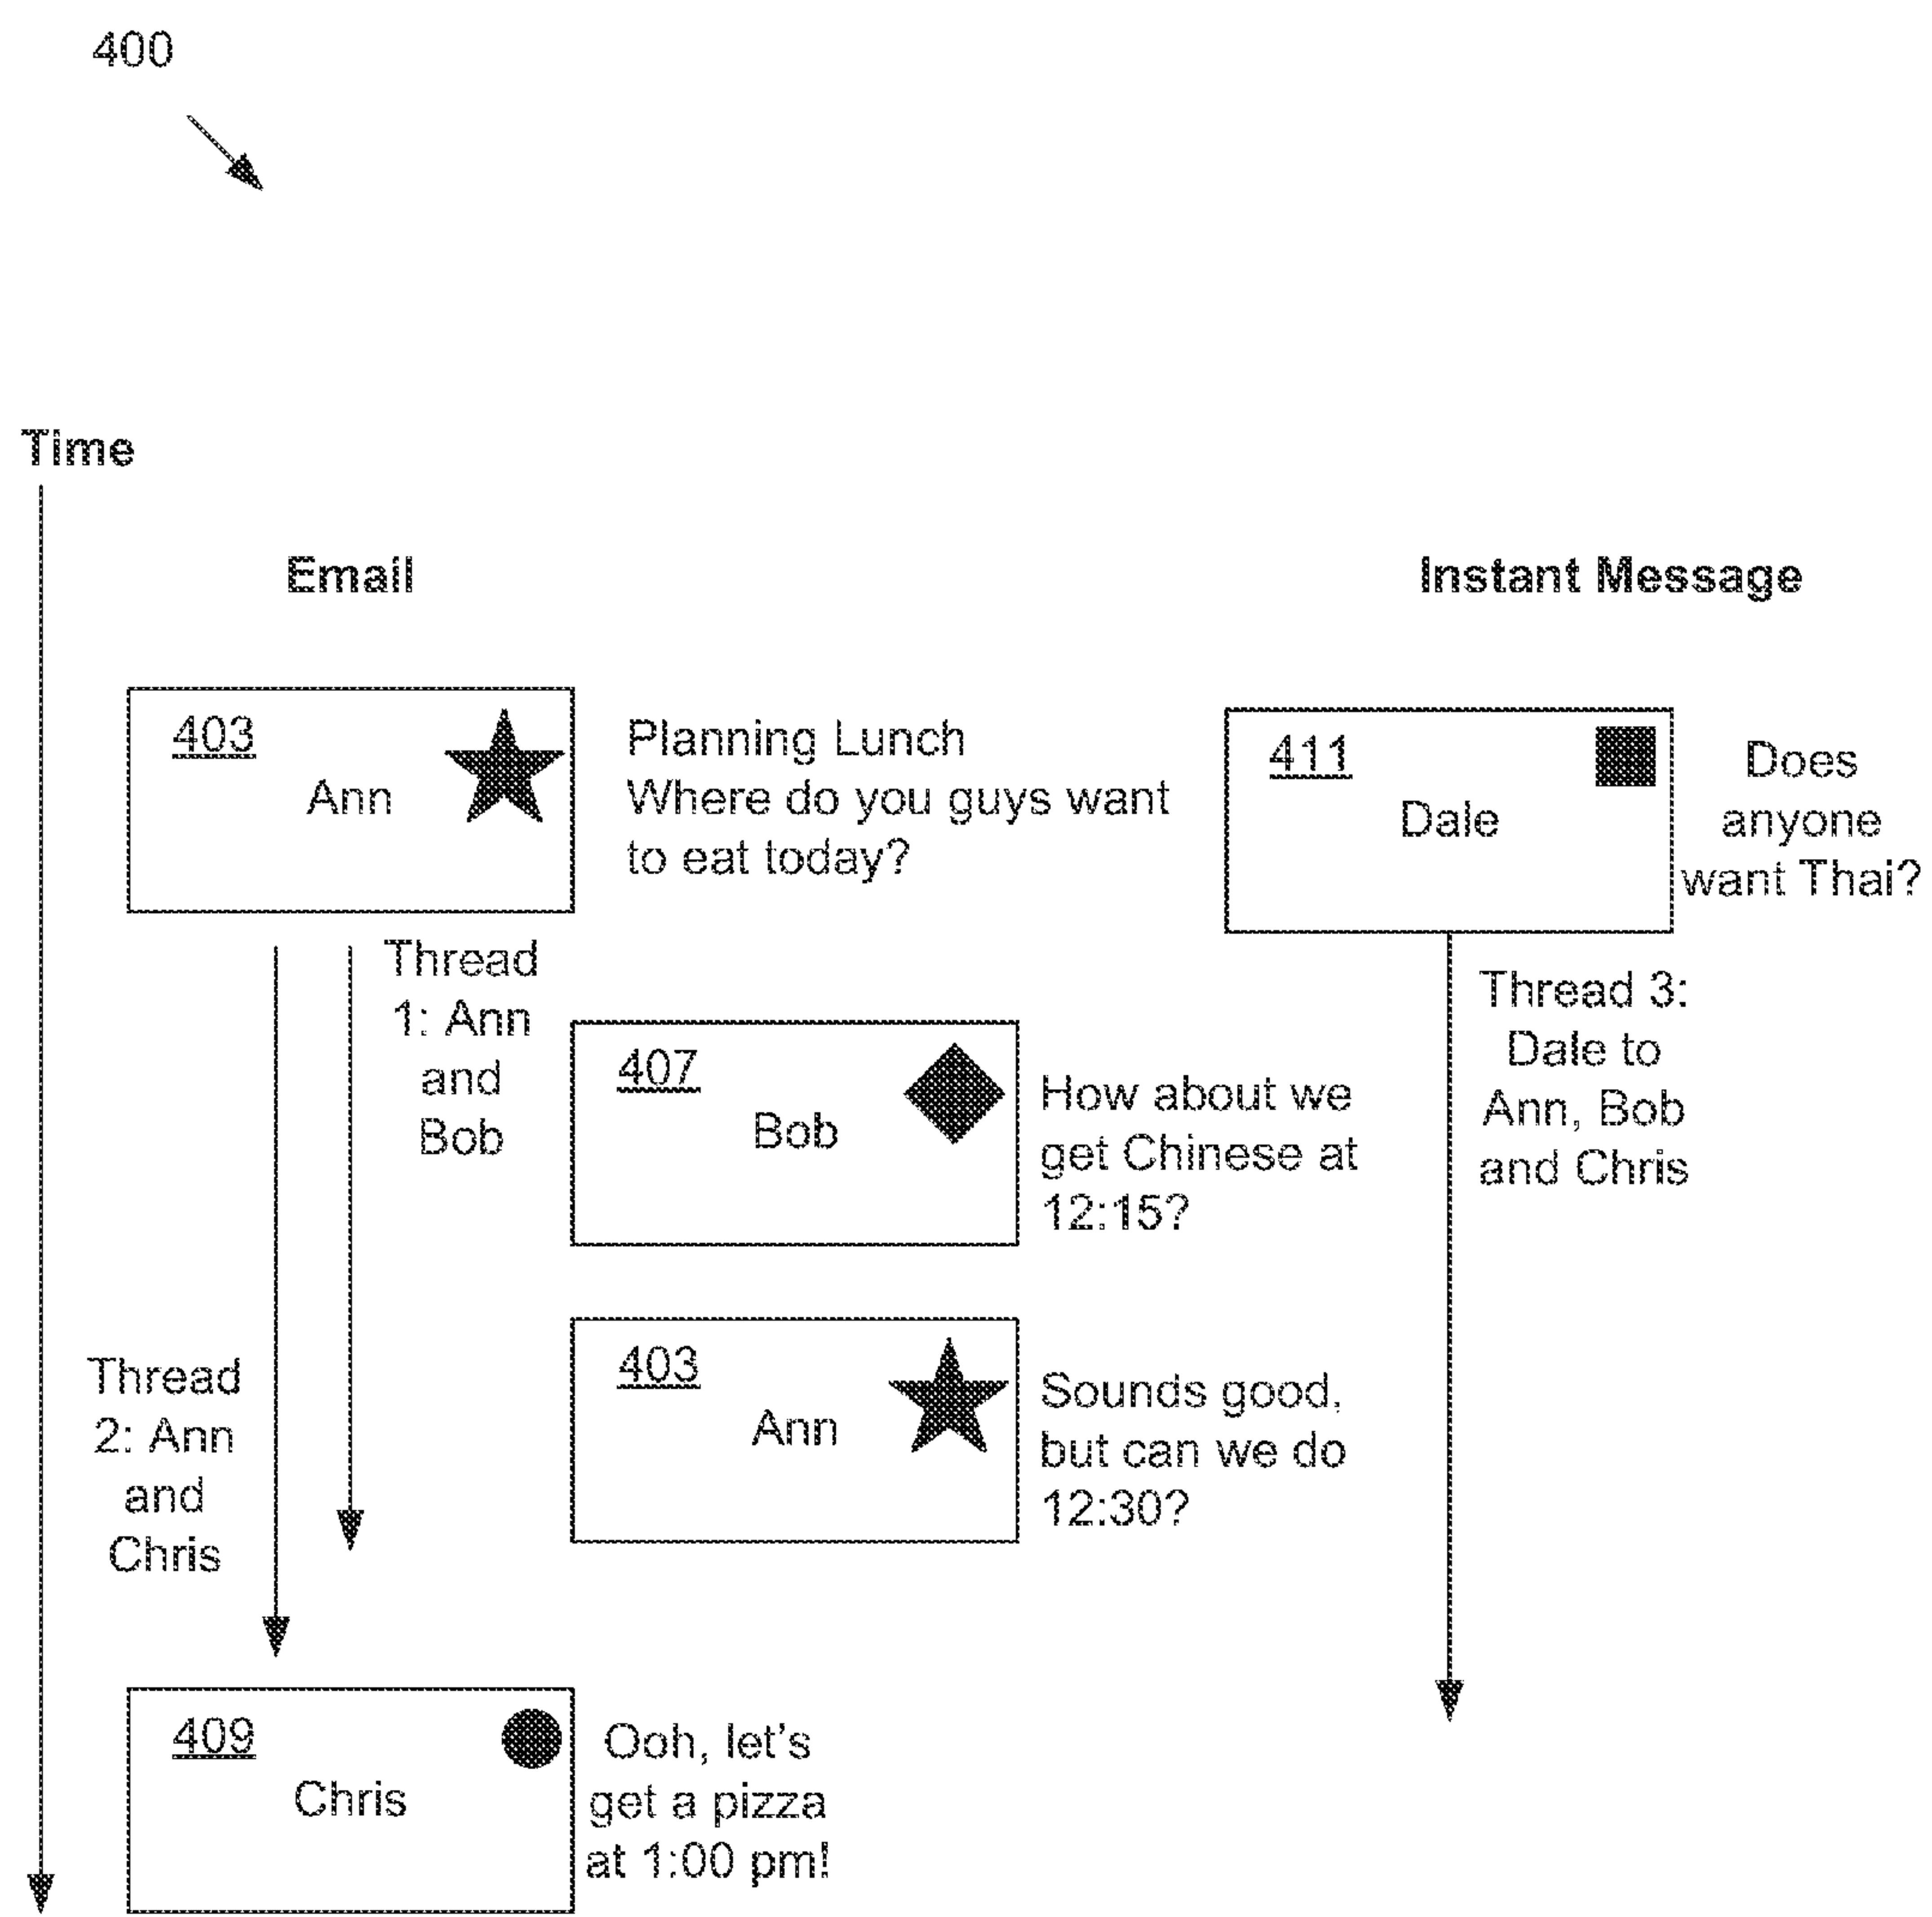 400
Time
Email
Instant Message
403
Ann
Planning Lunch
Where do you guys want
to eat today?
411
Dale
Does
anyone
want Thai?
Thread
1: Ann
and
Bob
Thread 3:
Dale to
Ann, Bob
and Chris
407
Bob
How about we
get Chinese at
12:15?
403
Ann
Sounds good,
but can we do
12:30?
Thread
2: Ann
and
Chris
409
Chris
Ooh, let's
get a pizza
at 1:00 pm!